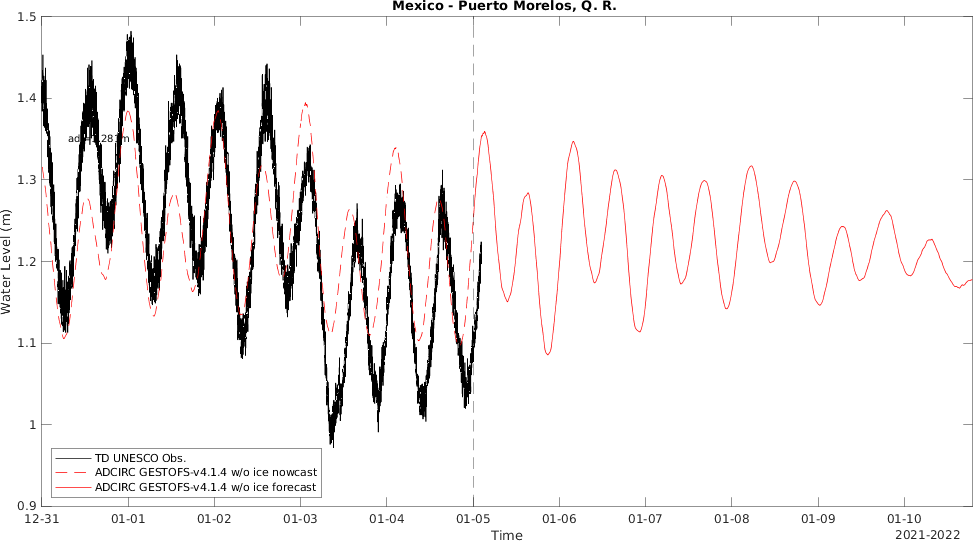 Mexico - Puerto Morelos, Q. R.
1.5
1.4
1.3
1.2
1.1
1
0.9
Water Level (m)
TD UNESCO Obs.
ADCIRC GESTOFS-v4.1.4 w/o ice nowcast
ADCIRC GESTOFS-v4.1.4 w/o ice forecast
12-31 01-01 01-02 01-03 01-04 01-05 01-06 01-07 01-08 01-09 01-10
Time
2021-2022